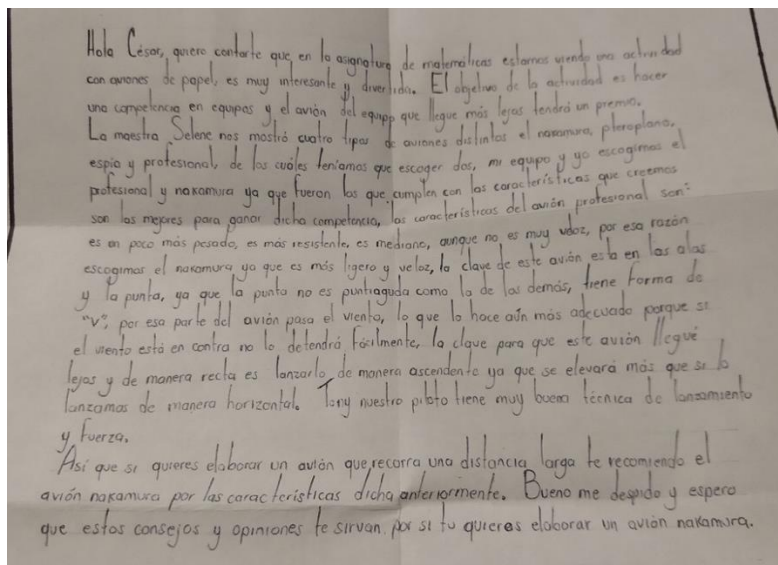 Hola César, quiero contarte que en la asignatura de matemáticas estamos viendo una actividad
con aviones de papel, es muy interesante y divertida. El objetivo de la actividad es hacer
una competencia en equipos y el avión del equipo que llegue más lejos tendrá un premio.
La maestra Selene nos mostró cuatro tipos de aviones distintos el nakamura, pteroplano,
espía y profesional, de los cuáles teníamos que escoger dos, mi equipo y yo escogimos el
profesional y nakamura ya que fueron los que cumplen con las características que creemos
son las mejores para ganar dicha competencia, las características del avión profesional son:
es un poco más pesado, es más resistente, es mediano, aunque no es muy veloz, por esa razón
escogimos el nakamura ya que es más ligero y veloz, la clave de este avión esta en las alas
y la punta, ya que la punta no es puntiaguda como la de los demás, tiene forma de
"v", por esa parte del avión pasa el viento, lo que lo hace aún más adecuado porque si
el viento está en contra no lo detendrá fácilmente, la clave para que este avión llegué
lejos y de manera recta es lanzarlo de manera ascendente ya que se elevará más que si lo
lanzamos de manera horizontal. Tony nuestro piloto tiene muy buena técnica de lanzamiento
y fuerza.
Así que si quieres elaborar un avión que recorra una distancia larga te recomiendo el
avión nakamura por las características dicha anteriormente. Bueno me despido y espero
que estos consejos y opiniones te sirvan por si tu quieres elaborar un avión nakamura.